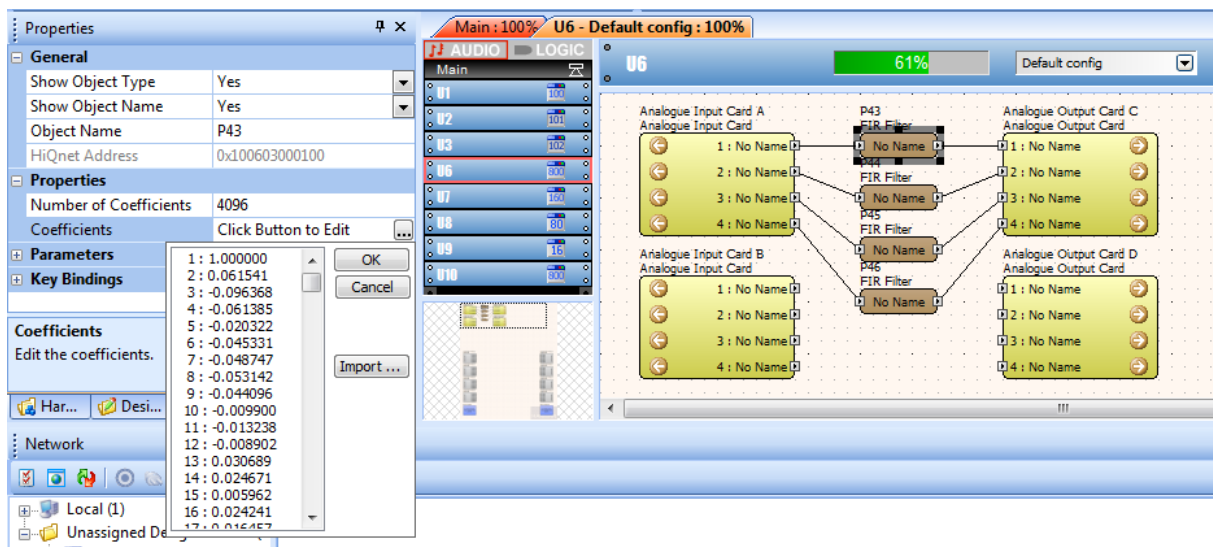 Properties
General
Show Object Type Yes
Show Object Name Yes
Object Name P43
HiQnet Address 0x100603000100
Properties
Number of Coefficients 4096
Coefficients Click Button to Edit ...
Parameters
Key Bindings
1 : 1.000000
2 : 0.061541
3 : -0.096368
4 : -0.061385
5 : -0.020322
6 : -0.045331
7 : -0.048747
8 : -0.053142
9 : -0.044096
10 : -0.009900
11 : -0.013238
12 : -0.008902
13 : 0.030689
14 : 0.024671
15 : 0.005962
16 : 0.024241
17 : 0.016457
OK
Cancel
Import ...
Coefficients
Edit the coefficients.
Har... Desi...
Network
Local (1)
Unassigned De
Main : 100% U6 - Default config : 100%
AUDIO LOGIC
Main
U1 100
U2 101
U3 102
U6 800
U7 160
U8 80
U9 16
U10 800
U6 61% Default config
Analogue Input Card A
Analogue Input Card
1 : No Name
2 : No Name
3 : No Name
4 : No Name
Analogue Input Card B
Analogue Input Card
1 : No Name
2 : No Name
3 : No Name
4 : No Name
P43
FIR Filter
No Name
P44
FIR Filter
No Name
P45
FIR Filter
No Name
P46
FIR Filter
No Name
Analogue Output Card C
Analogue Output Card
1 : No Name
2 : No Name
3 : No Name
4 : No Name
Analogue Output Card D
Analogue Output Card
1 : No Name
2 : No Name
3 : No Name
4 : No Name